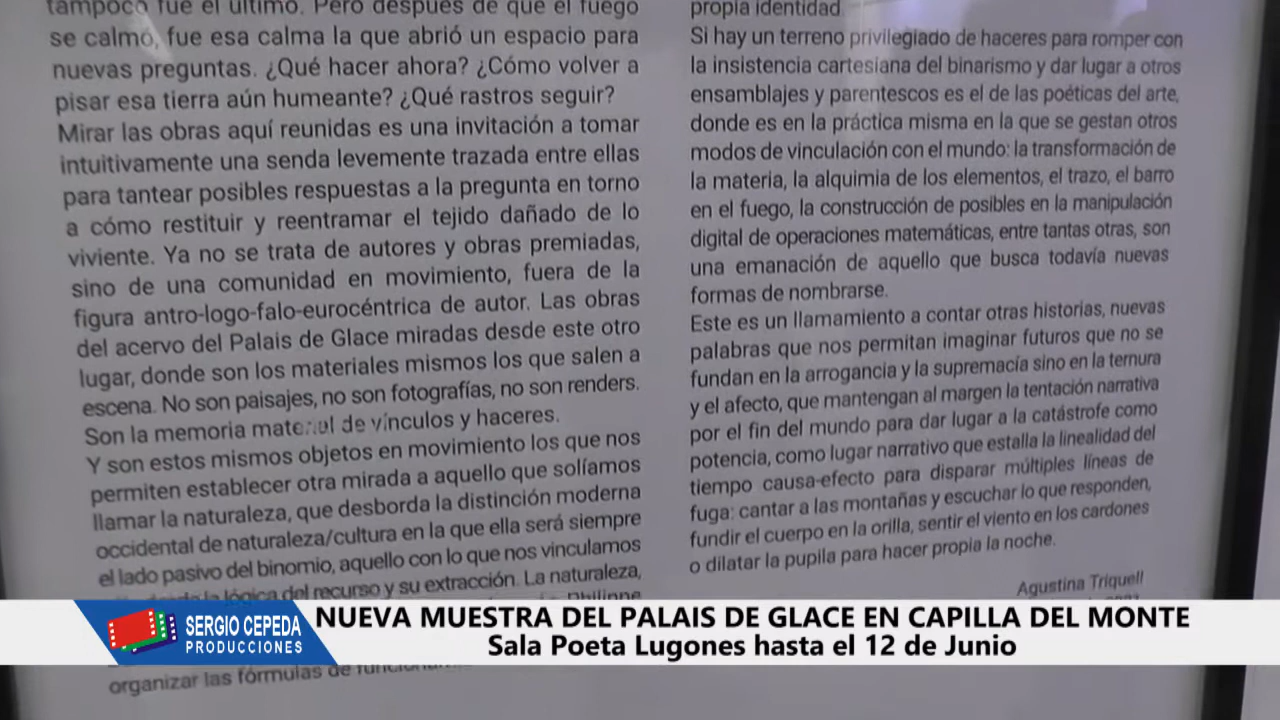 tampoco fue el último. Pero después de que el fuego
se calmó, fue esa calma la que abrió un espacio para
nuevas preguntas. ¿Qué hacer ahora? ¿Cómo volver a
pisar esa tierra aún humeante? ¿Qué rastros seguir?
Mirar las obras aquí reunidas es una invitación a tomar
intuitivamente una senda levemente trazada entre ellas
para tantear posibles respuestas a la pregunta en torno
a cómo restituir y reentramar el tejido dañado de lo
viviente. Ya no se trata de autores y obras premiadas,
sino de una comunidad en movimiento, fuera de la
figura antro-logo-falo-eurocéntrica de autor. Las obras
del acervo del Palais de Glace miradas desde este otro
lugar, donde son los materiales mismos los que salen a
escena. No son paisajes, no son fotografías, no son renders.
Son la memoria material de vínculos y haceres.
Y son estos mismos objetos en movimiento los que nos
permiten establecer otra mirada a aquello que solíamos
llamar la naturaleza, que desborda la distinción moderna
occidental de naturaleza/cultura en la que ella será siempre
el lado pasivo del binomio, aquello con lo que nos vinculamos
lógica del recurso y su extracción. La naturaleza,
Philippe
organizar las fórmulas de
propia identidad.
Si hay un terreno privilegiado de haceres para romper con
la insistencia cartesiana del binarismo y dar lugar a otros
ensamblajes y parentescos es el de las poéticas del arte,
donde es en la práctica misma en la que se gestan otros
modos de vinculación con el mundo: la transformación de
la materia, la alquimia de los elementos, el trazo, el barro
en el fuego, la construcción de posibles en la manipulación
digital de operaciones matemáticas, entre tantas otras, son
una emanación de aquello que busca todavía nuevas
formas de nombrarse.
Este es un llamamiento a contar otras historias, nuevas
palabras que nos permitan imaginar futuros que no se
fundan en la arrogancia y la supremacía sino en la ternura
y el afecto, que mantengan al margen la tentación narrativa
por el fin del mundo para dar lugar a la catástrofe como
potencia, como lugar narrativo que estalla la linealidad del
tiempo causa-efecto para disparar múltiples líneas de
fuga: cantar a las montañas y escuchar lo que responden,
fundir el cuerpo en la orilla, sentir el viento en los cardones
o dilatar la pupila para hacer propia la noche.
Agustina Triquell
SERGIO CEPEDA
PRODUCCIONES
NUEVA MUESTRA DEL PALAIS DE GLACE EN CAPILLA DEL MONTE
Sala Poeta Lugones hasta el 12 de Junio